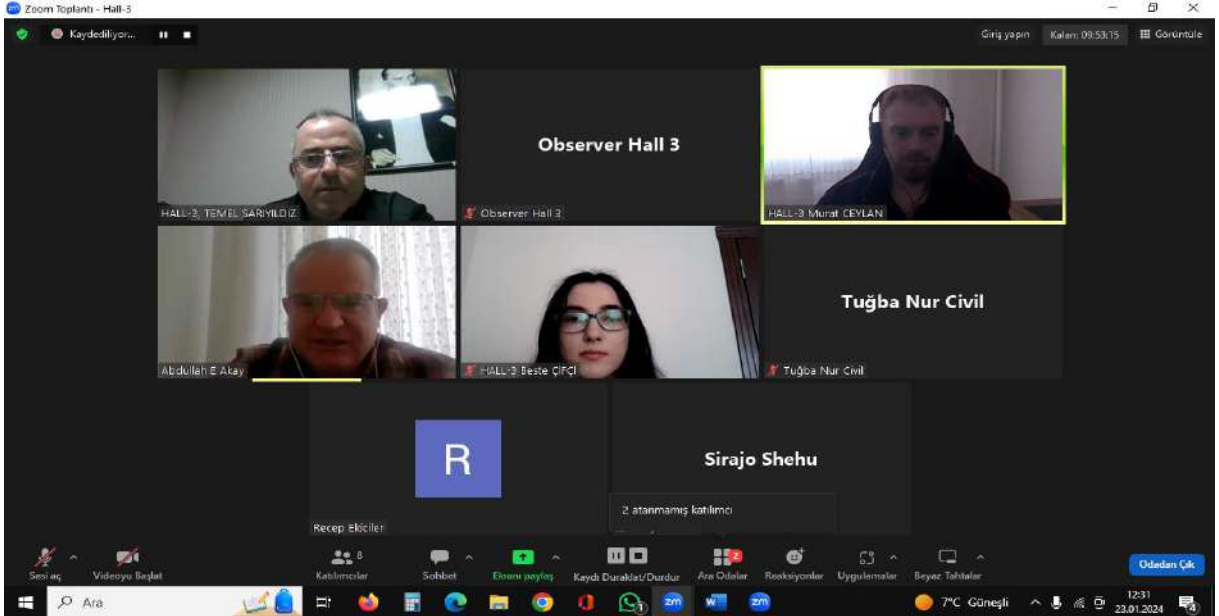 Zoom Toplantı - Hall-3
Kaydediliyor...
Giriş yapın
Kalan: 09:53:15
Görüntüle
HALL-3, TEMEL SARIYILDIZ
Observer Hall 3
Observer Hall 3
HALL-3 Murat CEYLAN
Abdullah E Akay
HALL-3 Beste ÇİFÇİ
Tuğba Nur Civil
Tuğba Nur Civil
R
Recep Ekiciler
Sirajo Shehu
2 atanmamış katılımcı
Sesi aç
Videoyu Başlat
8
Katılımcılar
Sohbet
Ekranı paylaş
Kaydı Duraklat/Durdur
2
Ara Odalar
Reaksiyonlar
Uygulamalar
Beyaz Tahtalar
Odadan Çık
Ara
zm
W
zm
7°C Güneşli
12:31
23.01.2024